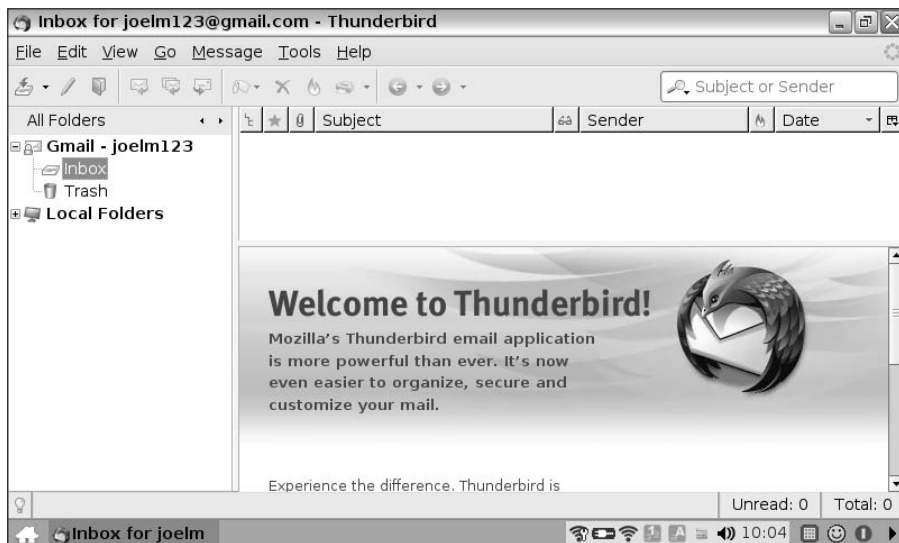 Inbox for joelm123@gmail.com - Thunderbird
File Edit View Go Message Tools Help
Subject or Sender
All Folders
Subject Sender Date
Gmail - joelm123
Inbox
Trash
Local Folders
Welcome to Thunderbird!
Mozilla's Thunderbird email application
is more powerful than ever. It's now
even easier to organize, secure and
customize your mail.
Experience the difference. Thunderbird is
Unread: 0 Total: 0
Inbox for joelm 1 A 10:04